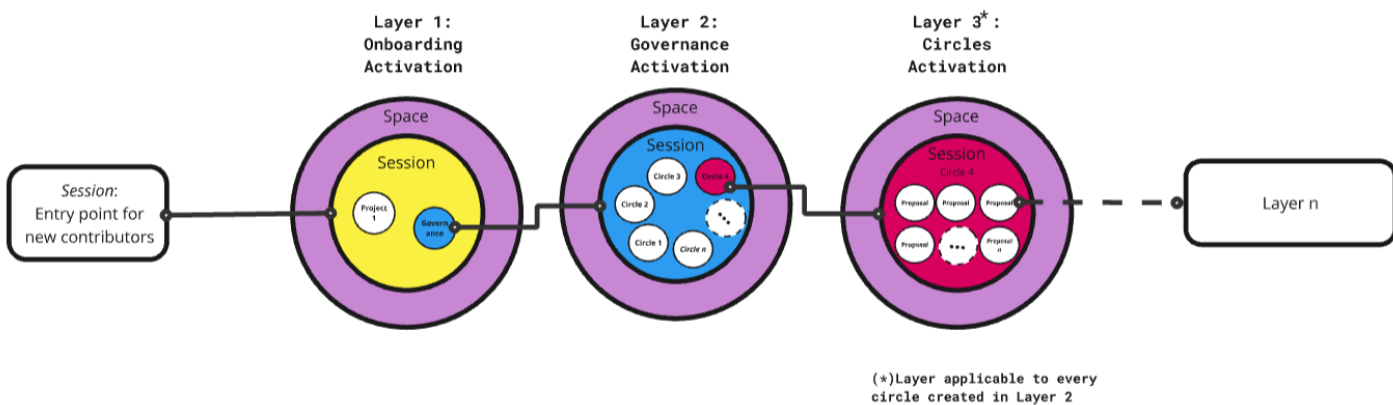 Layer 1:
Onboarding
Activation
Layer 2:
Governance
Activation
Layer 3*:
Circles
Activation
Session:
Entry point for
new contributors
Space
Session
Project
1
Govern
ance
Space
Session
Circle 3
Circle 4
Circle 2
...
Circle 1
Circle n
Space
Session
Circle 4
Proposal
Proposal
Proposal
Proposal
...
Proposal
n
Layer n
(*)Layer applicable to every
circle created in Layer 2